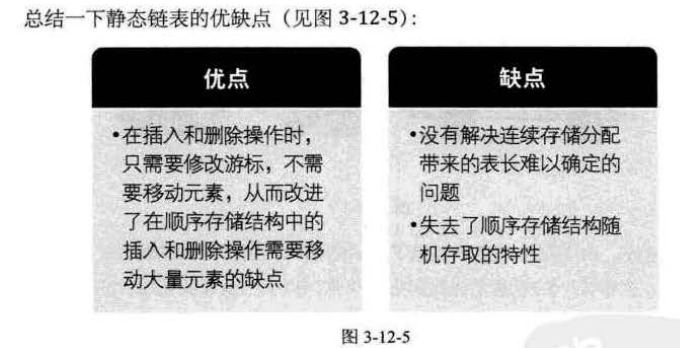 总结一下静态链表的优缺点（见图 3-12-5）：
优点
•在插入和删除操作时，
只需要修改游标，不需
要移动元素，从而改进
了在顺序存储结构中的
插入和删除操作需要移
动大量元素的缺点
缺点
•没有解决连续存储分配
带来的表长难以确定的
问题
•失去了顺序存储结构随
机存取的特性
图 3-12-5